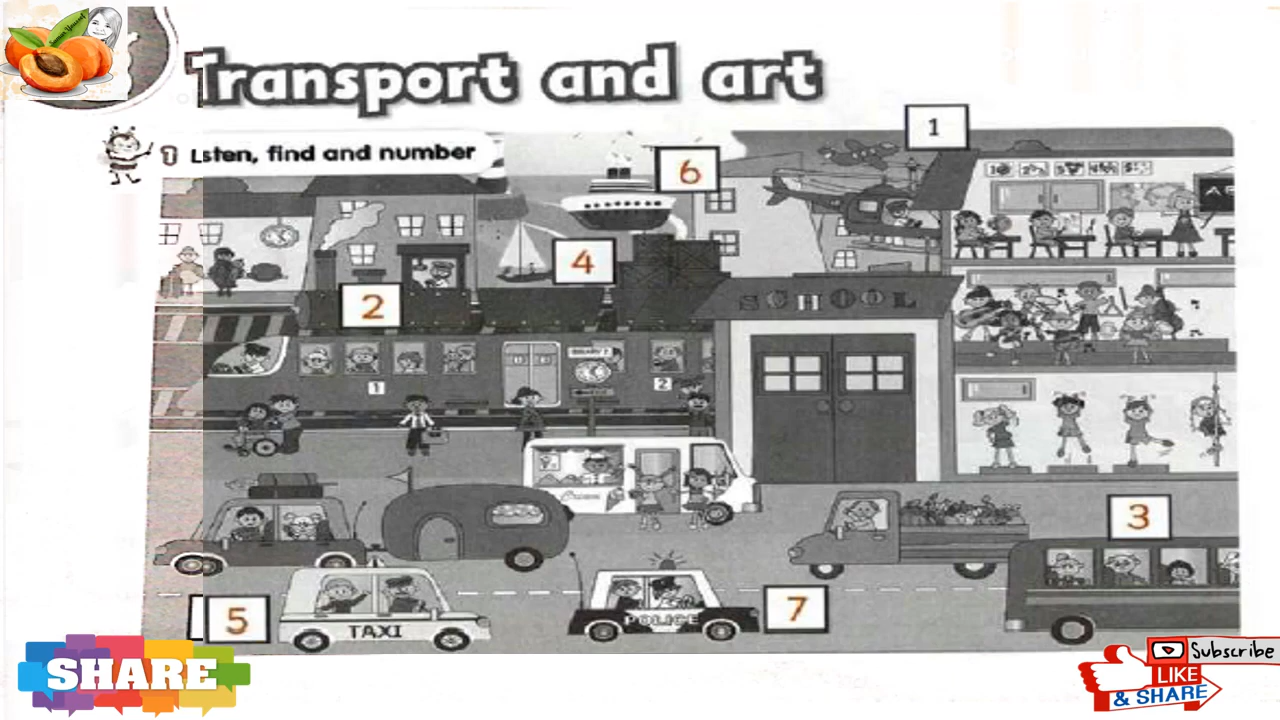 Transport and art
1 Lsten, find and number
1
6
4
2
SCHOOL
1
2
3
5
TAXI
POLICE
7
SHARE
Subscribe
LIKE
& SHARE